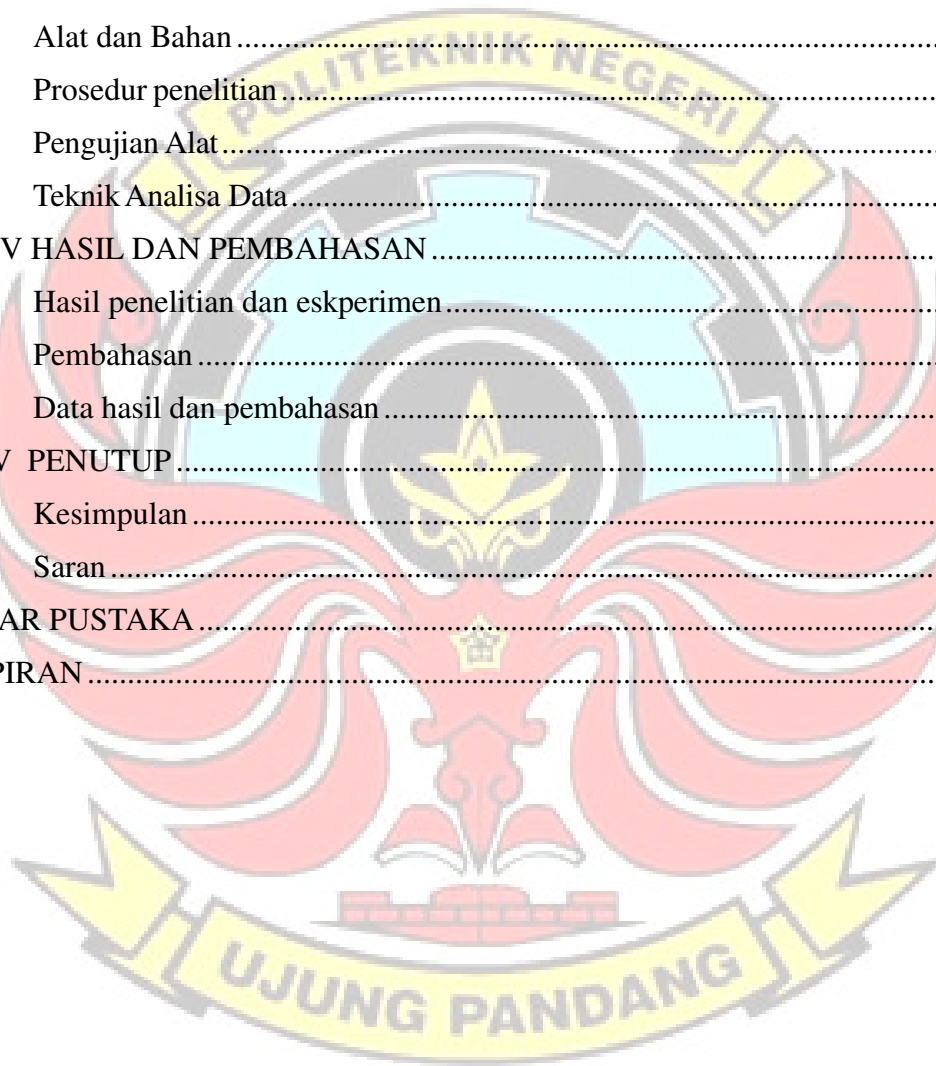 Alat dan Bahan
Prosedur penelitian
Pengujian Alat
Teknik Analisa Data
V HASIL DAN PEMBAHASAN
Hasil penelitian dan eskperimen
Pembahasan
Data hasil dan pembahasan
V PENUTUP
Kesimpulan
Saran
AR PUSTAKA
PIRAN
POLITEKNIK NEGERI
UJUNG PANDANG